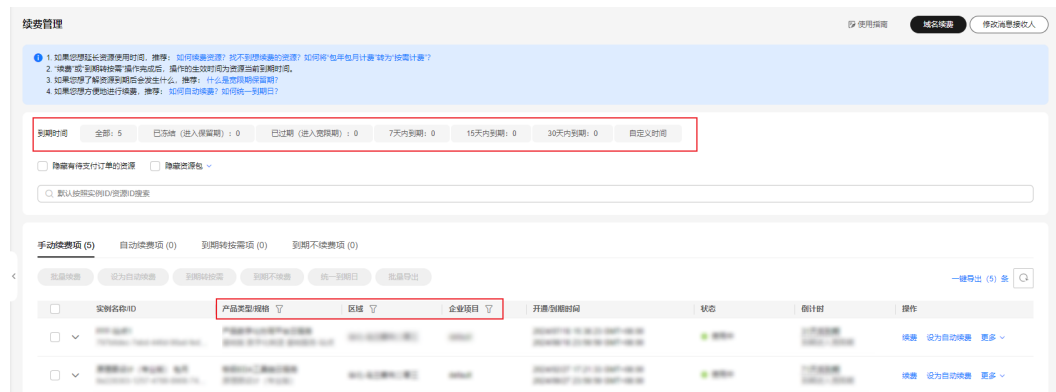 续费管理
使用指南 域名续费 修改消息接收人
1. 如果您想延长资源使用时间，推荐： 如何续费资源？找不到想续费的资源？如何将"包年包月计费"转为"按需计费"？
2. "续费"或"到期转按需"操作完成后，操作的生效时间为资源当前到期时间。
3. 如果您想了解资源到期后会发生什么，推荐： 什么是宽限期保留期？
4. 如果您想方便地进行续费，推荐： 如何自动续费？如何统一到期日？
到期时间 全部：5 已冻结（进入保留期）：0 已过期（进入宽限期）：0 7天内到期：0 15天内到期：0 30天内到期：0 自定义时间
隐藏有待支付订单的资源 隐藏资源包
默认按照实例ID/资源ID搜索
手动续费项 (5) 自动续费项 (0) 到期转按需项 (0) 到期不续费项 (0)
批量续费 设为自动续费 到期转按需 到期不续费 统一到期日 批量导出
一键导出 (5) 条
实例名称/ID 产品类型/规格 区域 企业项目 开通/到期时间 状态 倒计时 操作
续费 设为自动续费 更多
续费 设为自动续费 更多